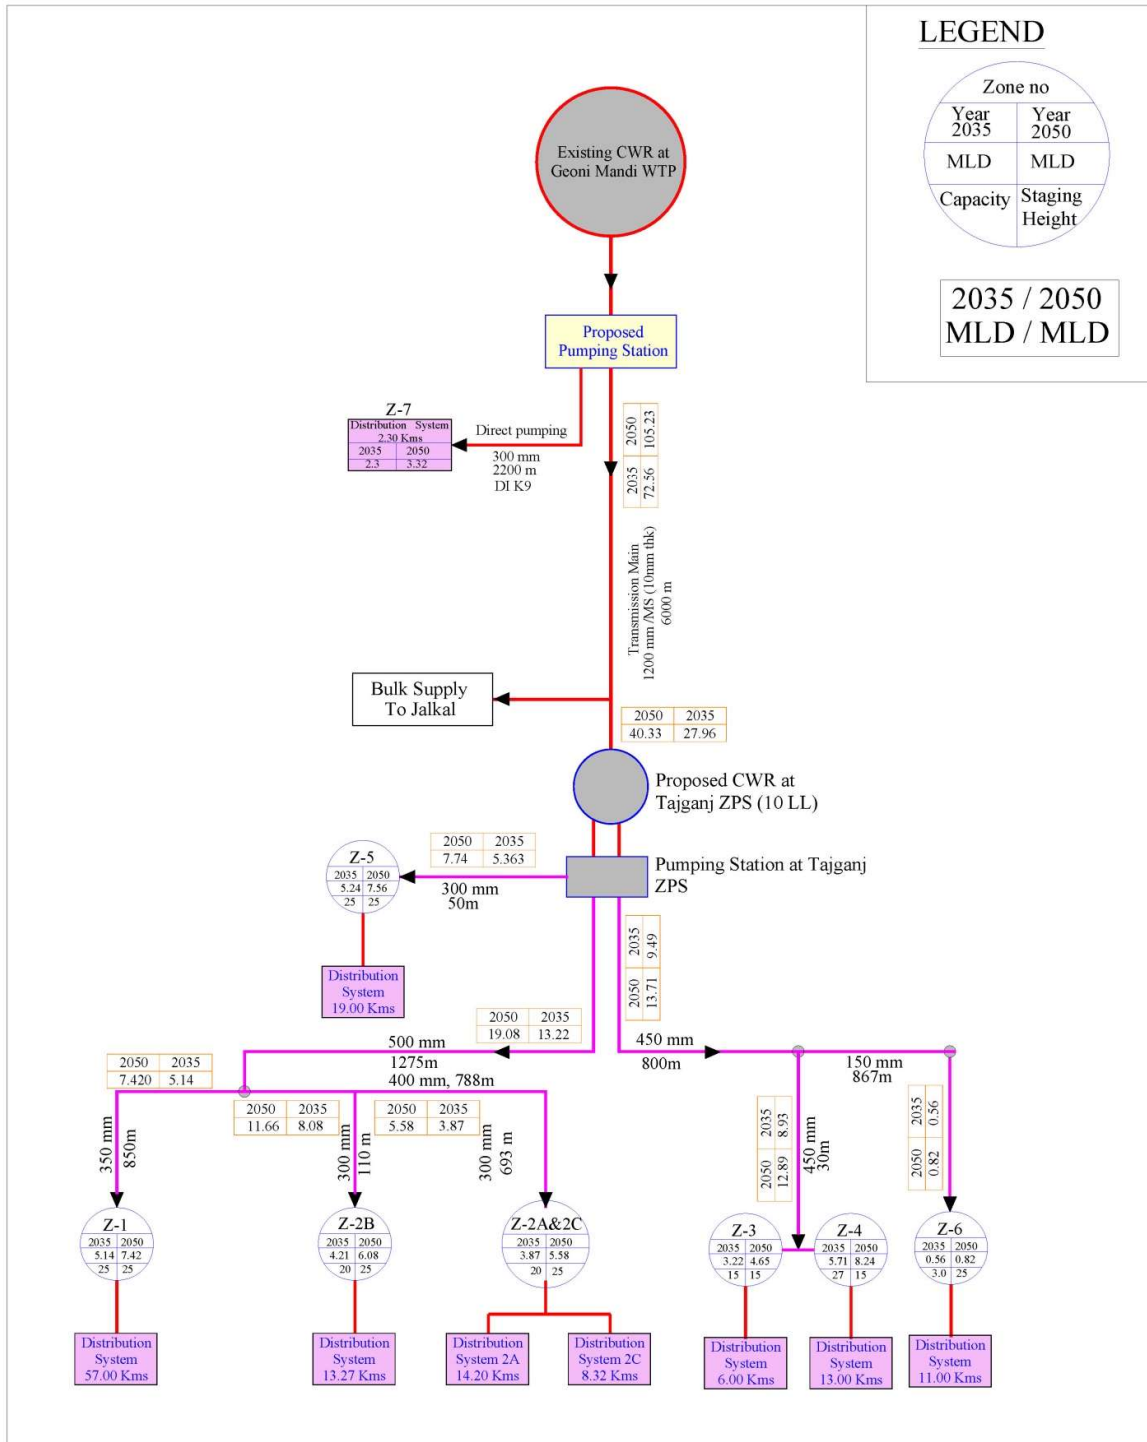 LEGEND
Zone no
Year 2035
Year 2050
MLD MLD
Capacity
Staging Height
2035 / 2050
MLD / MLD
Existing CWR at
Geoni Mandi WTP
Proposed
Pumping Station
Z-7
Distribution System
2.30 Kms
2035 2050
2.3 3.32
Direct pumping
300 mm
2200 m
DI K9
2035 2050
72.56 105.23
Transmission Main
1200 mm /MS (10mm thk)
6000 m
Bulk Supply
To Jalkal
2050 2035
40.33 27.96
Proposed CWR at
Tajganj ZPS (10 LL)
Pumping Station at Tajganj
ZPS
2050 2035
7.74 5.363
300 mm
50m
Z-5
2035 2050
5.24 7.56
25 25
Distribution
System
19.00 Kms
2050 2035
13.71 9.49
2050 2035
19.08 13.22
500 mm
1275m
450 mm
800m
150 mm
867m
2050 2035
7.420 5.14
400 mm, 788m
2050 2035
11.66 8.08
2050 2035
5.58 3.87
350 mm
850m
300 mm
110 m
300 mm
693 m
2050 2035
12.89 8.93
450 mm
30m
2050 2035
0.82 0.56
Z-1
2035 2050
5.14 7.42
25 25
Z-2B
2035 2050
4.21 6.08
20 25
Z-2A&2C
2035 2050
3.87 5.58
20 25
Z-3
2035 2050
3.22 4.65
15 15
Z-4
2035 2050
5.71 8.24
27 15
Z-6
2035 2050
0.56 0.82
3.0 25
Distribution
System
57.00 Kms
Distribution
System
13.27 Kms
Distribution
System 2A
14.20 Kms
Distribution
System 2C
8.32 Kms
Distribution
System
6.00 Kms
Distribution
System
13.00 Kms
Distribution
System
11.00 Kms